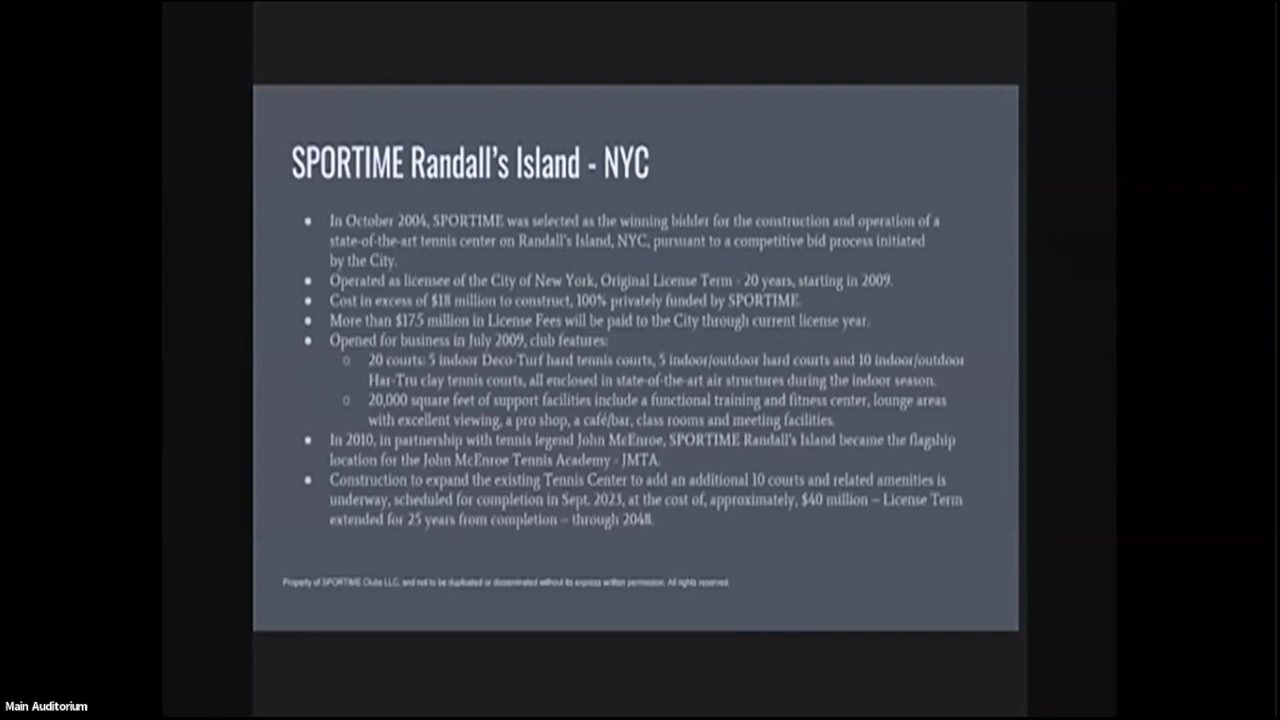 SPORTIME Randall's Island - NYC
• In October 2004, SPORTIME was selected as the winning bidder for the construction and operation of a
state-of-the-art tennis center on Randall's Island, NYC, pursuant to a competitive bid process initiated
by the City.
• Operated as licensee of the City of New York, Original License Term - 20 years, starting in 2009.
• Cost in excess of $18 million to construct, 100% privately funded by SPORTIME.
• More than $17.5 million in License Fees will be paid to the City through current license year.
• Opened for business in July 2009, club features:
o 20 courts: 5 indoor Deco-Turf hard tennis courts, 5 indoor/outdoor hard courts and 10 indoor/outdoor
Har-Tru clay tennis courts, all enclosed in state-of-the-art air structures during the indoor season.
o 20,000 square feet of support facilities include a functional training and fitness center, lounge areas
with excellent viewing, a pro shop, a café/bar, class rooms and meeting facilities.
• In 2010, in partnership with tennis legend John McEnroe, SPORTIME Randall's Island became the flagship
location for the John McEnroe Tennis Academy - JMTA.
• Construction to expand the existing Tennis Center to add an additional 10 courts and related amenities is
underway, scheduled for completion in Sept. 2023, at the cost of, approximately, $40 million – License Term
extended for 25 years from completion – through 2048.
Property of SPORTIME Clubs LLC, and not to be duplicated or disseminated without its express written permission. All rights reserved
Main Auditorium